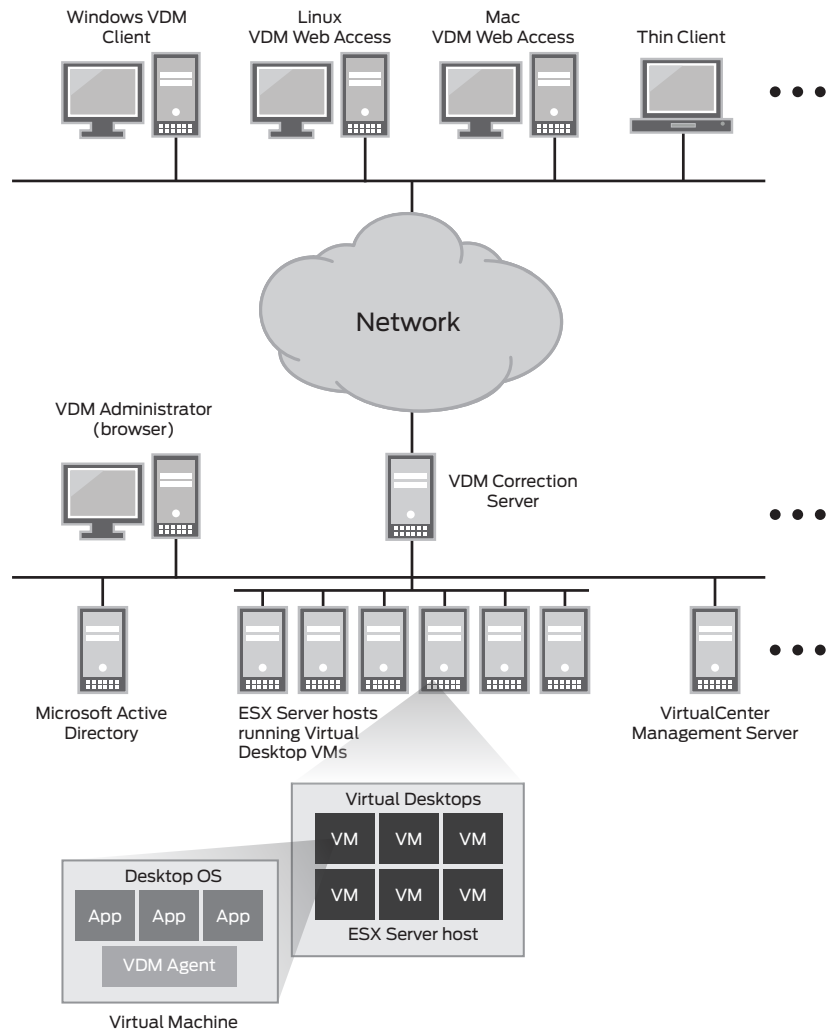 Windows VDM
Client
Linux
VDM Web Access
Mac
VDM Web Access
Thin Client
Network
VDM Administrator
(browser)
VDM Correction
Server
Microsoft Active
Directory
ESX Server hosts
running Virtual
Desktop VMs
VirtualCenter
Management Server
Virtual Desktops
VM VM VM
VM VM VM
ESX Server host
Desktop OS
App App App
VDM Agent
Virtual Machine